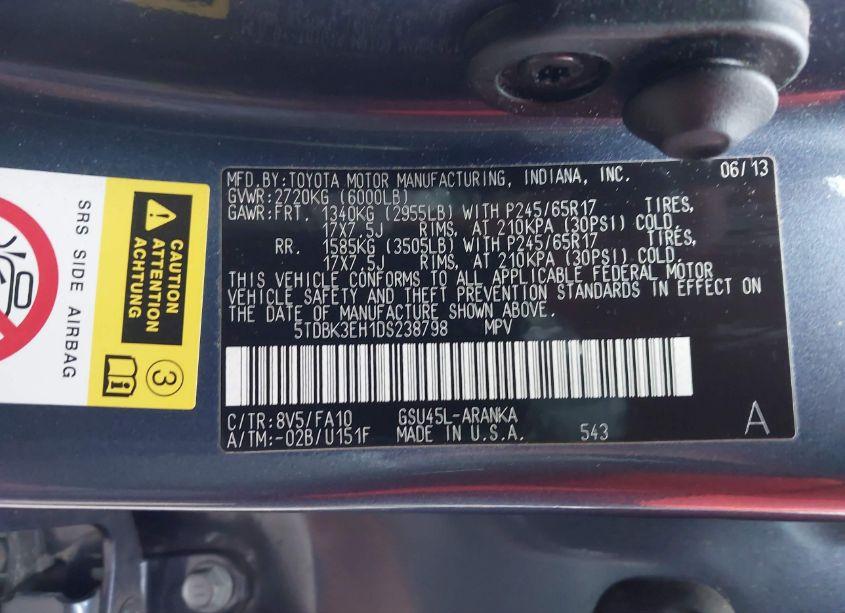 MFD.BY:TOYOTA MOTOR MANUFACTURING, INDIANA, INC. 06/13
GVWR:2720KG (6000LB)
GAWR:FRT. 1340KG (2955LB) WITH P245/65R17 TIRES,
17X7.5J RIMS, AT 210KPA (30PSI) COLD.
RR. 1585KG (3505LB) WITH P245/65R17 TIRES,
17X7.5J RIMS, AT 210KPA (30PSI) COLD.
THIS VEHICLE CONFORMS TO ALL APPLICABLE FEDERAL MOTOR
VEHICLE SAFETY AND THEFT PREVENTION STANDARDS IN EFFECT ON
THE DATE OF MANUFACTURE SHOWN ABOVE.
5TDBK3EH1DS238798 MPV
C/TR:8V5/FA10 GSU45L-ARANKA
A/TM:-02B/U151F MADE IN U.S.A. 543
A
CAUTION
ATTENTION
ACHTUNG
SRS SIDE AIRBAG
i
3